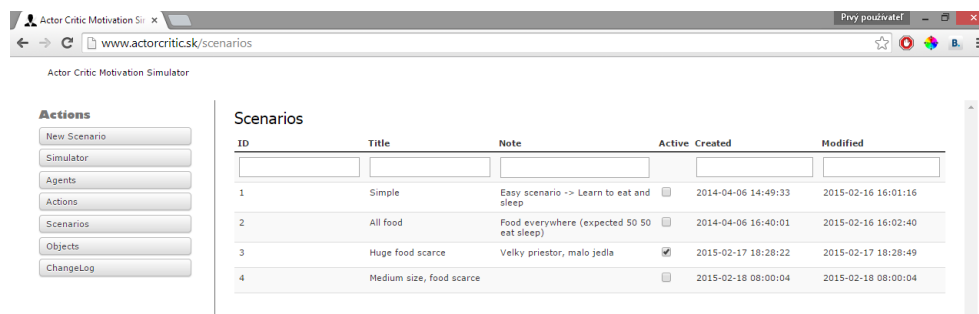 Actor Critic Motivation Sir
Prvý používateľ
www.actorcritic.sk/scenarios
B.
Actor Critic Motivation Simulator
Actions
New Scenario
Simulator
Agents
Actions
Scenarios
Objects
ChangeLog
Scenarios
ID Title Note Active Created Modified
1 Simple Easy scenario -> Learn to eat and 2014-04-06 14:49:33 2015-02-16 16:01:16
sleep
2 All food Food everywhere (expected 50 50 2014-04-06 16:40:01 2015-02-16 16:02:40
eat sleep)
3 Huge food scarce Velky priestor, malo jedla 2015-02-17 18:28:22 2015-02-17 18:28:49
4 Medium size, food scarce 2015-02-18 08:00:04 2015-02-18 08:00:04